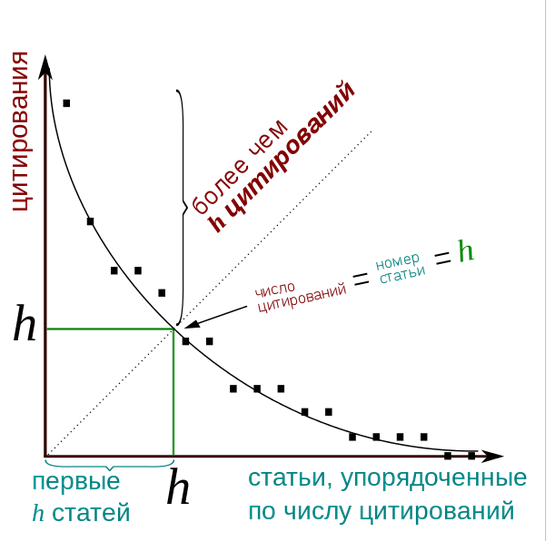 цитирования
более чем
h цитирований
число
цитирований
=
номер
статьи
= h
h
первые
h статей
h
статьи, упорядоченные
по числу цитирований